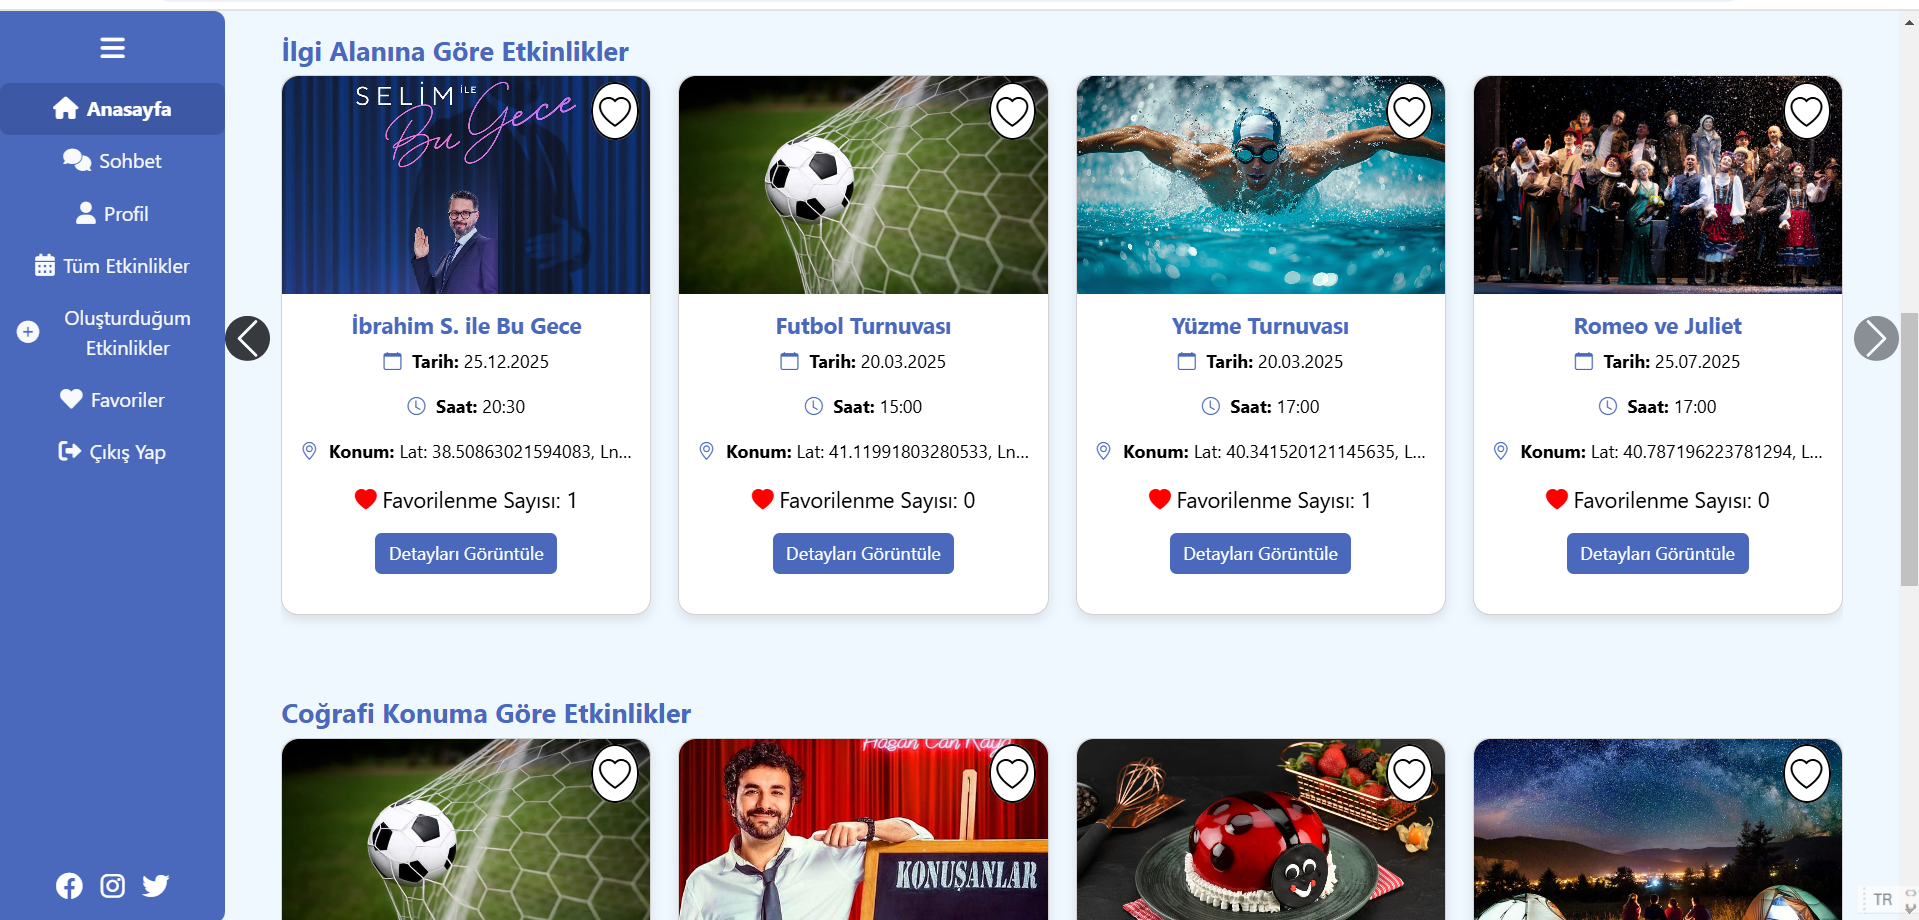 İlgi Alanına Göre Etkinlikler
Anasayfa
Sohbet
Profil
Tüm Etkinlikler
Oluşturduğum
Etkinlikler
Favoriler
Çıkış Yap
SELİM İLE
Bu Gece
İbrahim S. ile Bu Gece
Tarih: 25.12.2025
Saat: 20:30
Konum: Lat: 38.50863021594083, Ln...
Favorilenme Sayısı: 1
Detayları Görüntüle
Futbol Turnuvası
Tarih: 20.03.2025
Saat: 15:00
Konum: Lat: 41.11991803280533, Ln...
Favorilenme Sayısı: 0
Detayları Görüntüle
Yüzme Turnuvası
Tarih: 20.03.2025
Saat: 17:00
Konum: Lat: 40.341520121145635, L...
Favorilenme Sayısı: 1
Detayları Görüntüle
Romeo ve Juliet
Tarih: 25.07.2025
Saat: 17:00
Konum: Lat: 40.787196223781294, L...
Favorilenme Sayısı: 0
Detayları Görüntüle
Coğrafi Konuma Göre Etkinlikler
Hasan Can Kaya
KONUŞANLAR
TR